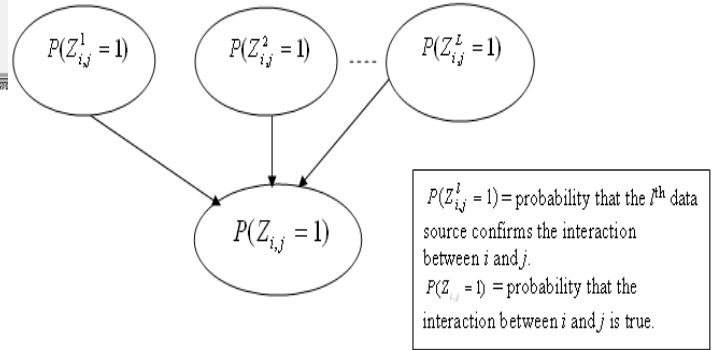 P(Z^1_{i,j} = 1) P(Z^2_{i,j} = 1) .... P(Z^L_{i,j} = 1)
P(Z_{i,j} = 1)
P(Z^l_{i,j} = 1) = probability that the l^th data
source confirms the interaction
between i and j.
P(Z_{i,j} = 1) = probability that the
interaction between i and j is true.